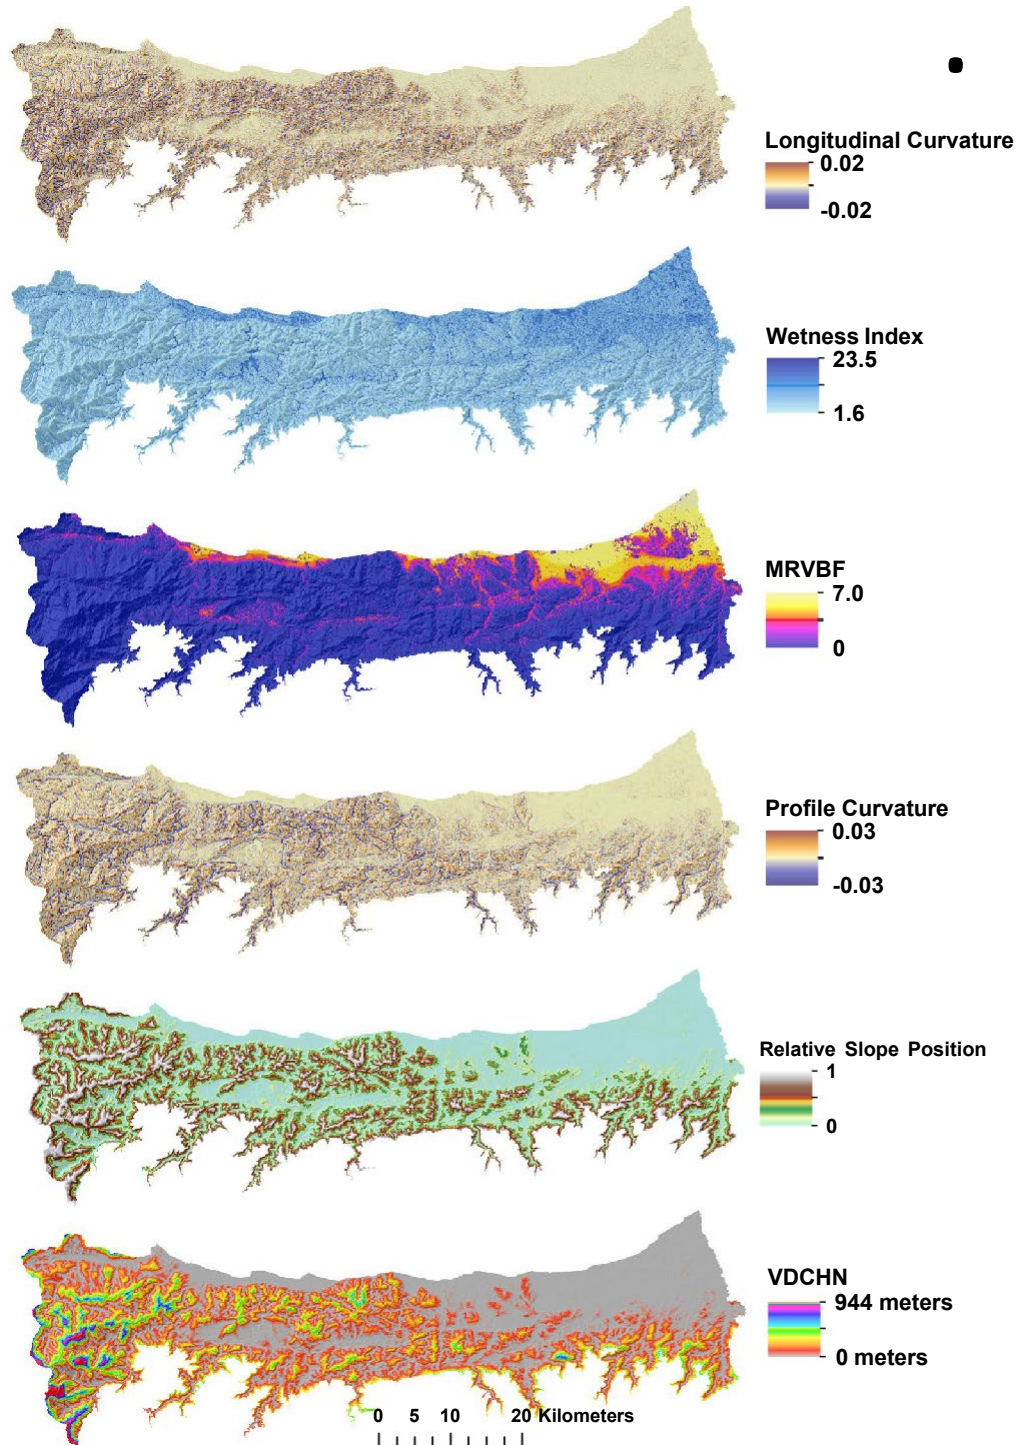 Longitudinal Curvature
0.02
-0.02
Wetness Index
23.5
1.6
MRVBF
7.0
0
Profile Curvature
0.03
-0.03
Relative Slope Position
1
0
VDCHN
944 meters
0 meters
0 5 10 20 Kilometers